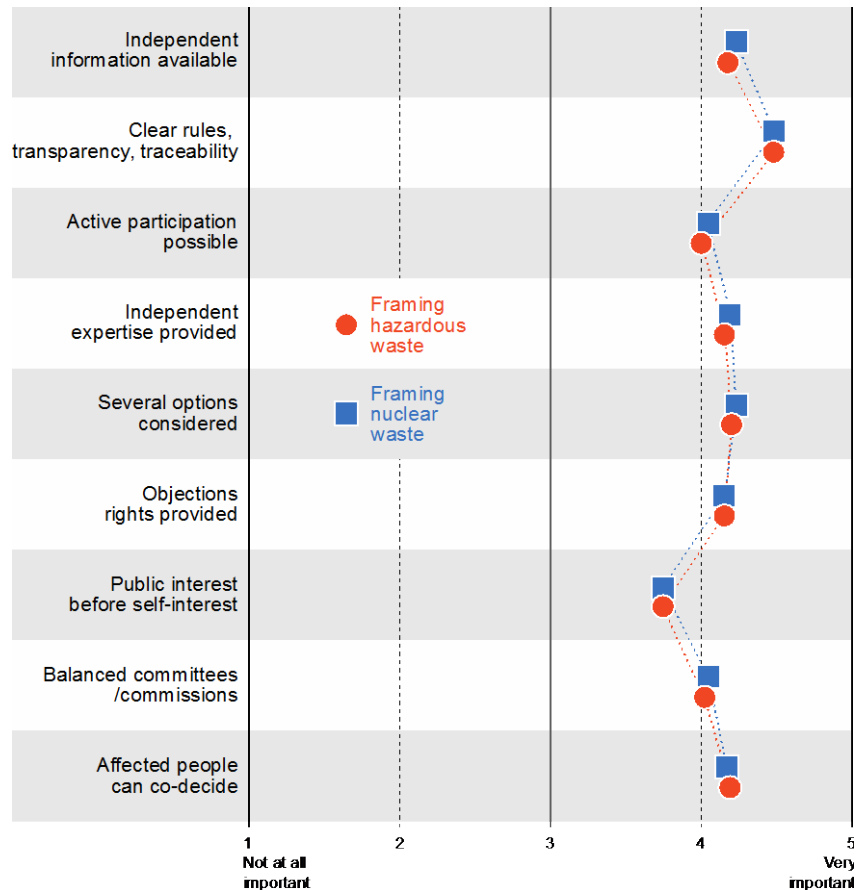 Independent
information available
Clear rules,
transparency, traceability
Active participation
possible
Independent
expertise provided
Framing
hazardous
waste
Several options
considered
Framing
nuclear
waste
Objections
rights provided
Public interest
before self-interest
Balanced committees
/commissions
Affected people
can co-decide
1 2 3 4 5
Not at all Very
important important